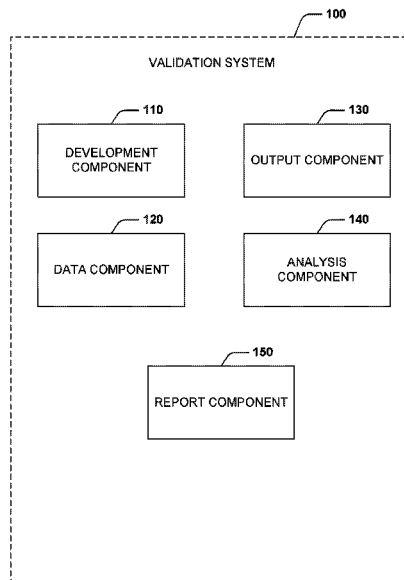 100
VALIDATION SYSTEM
110
DEVELOPMENT
COMPONENT
130
OUTPUT COMPONENT
120
DATA COMPONENT
140
ANALYSIS
COMPONENT
150
REPORT COMPONENT